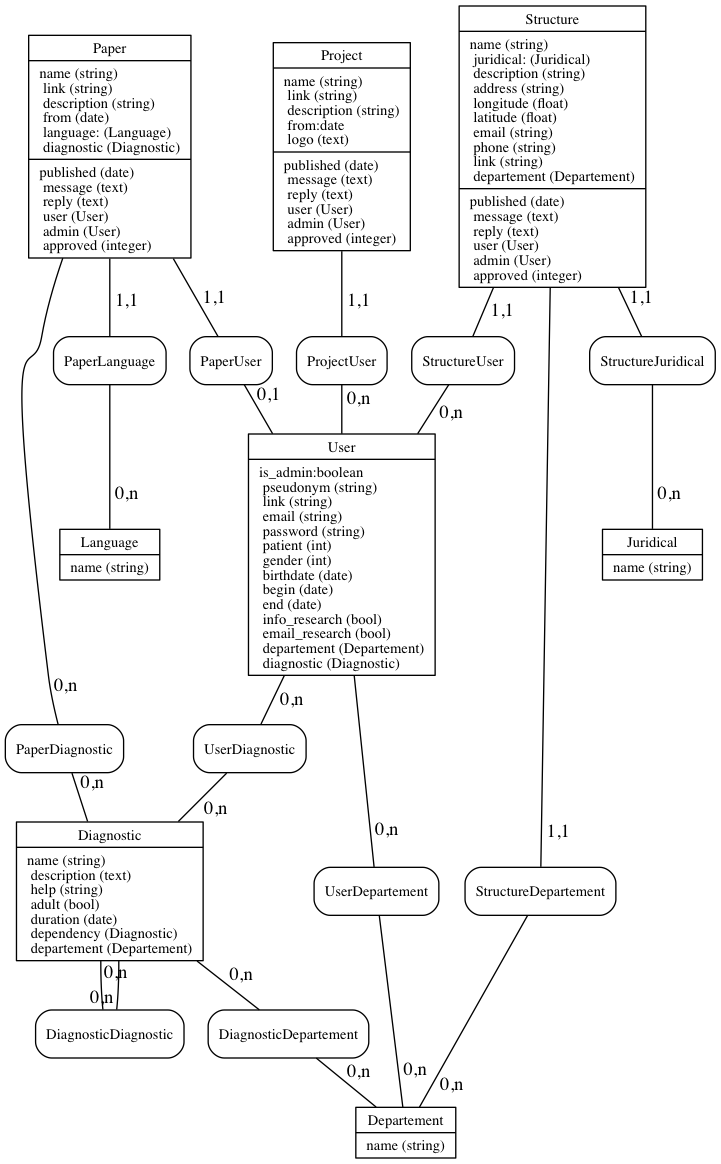 Paper
name (string)
link (string)
description (string)
from (date)
language: (Language)
diagnostic (Diagnostic)
published (date)
message (text)
reply (text)
user (User)
admin (User)
approved (integer)
Project
name (string)
link (string)
description (string)
from:date
logo (text)
published (date)
message (text)
reply (text)
user (User)
admin (User)
approved (integer)
Structure
name (string)
juridical: (Juridical)
description (string)
address (string)
longitude (float)
latitude (float)
email (string)
phone (string)
link (string)
departement (Departement)
published (date)
message (text)
reply (text)
user (User)
admin (User)
approved (integer)
1,1
1,1
1,1
1,1
1,1
PaperLanguage
PaperUser
ProjectUser
StructureUser
StructureJuridical
0,1
0,n
0,n
0,n
0,n
User
is_admin:boolean
pseudonym (string)
link (string)
email (string)
password (string)
patient (int)
gender (int)
birthdate (date)
begin (date)
end (date)
info_research (bool)
email_research (bool)
departement (Departement)
diagnostic (Diagnostic)
Language
name (string)
Juridical
name (string)
0,n
0,n
PaperDiagnostic
UserDiagnostic
0,n
0,n
0,n
1,1
Diagnostic
name (string)
description (text)
help (string)
adult (bool)
duration (date)
dependency (Diagnostic)
departement (Departement)
UserDepartement
StructureDepartement
0,n
0,n
0,n
DiagnosticDiagnostic
DiagnosticDepartement
0,n
0,n
0,n
Departement
name (string)